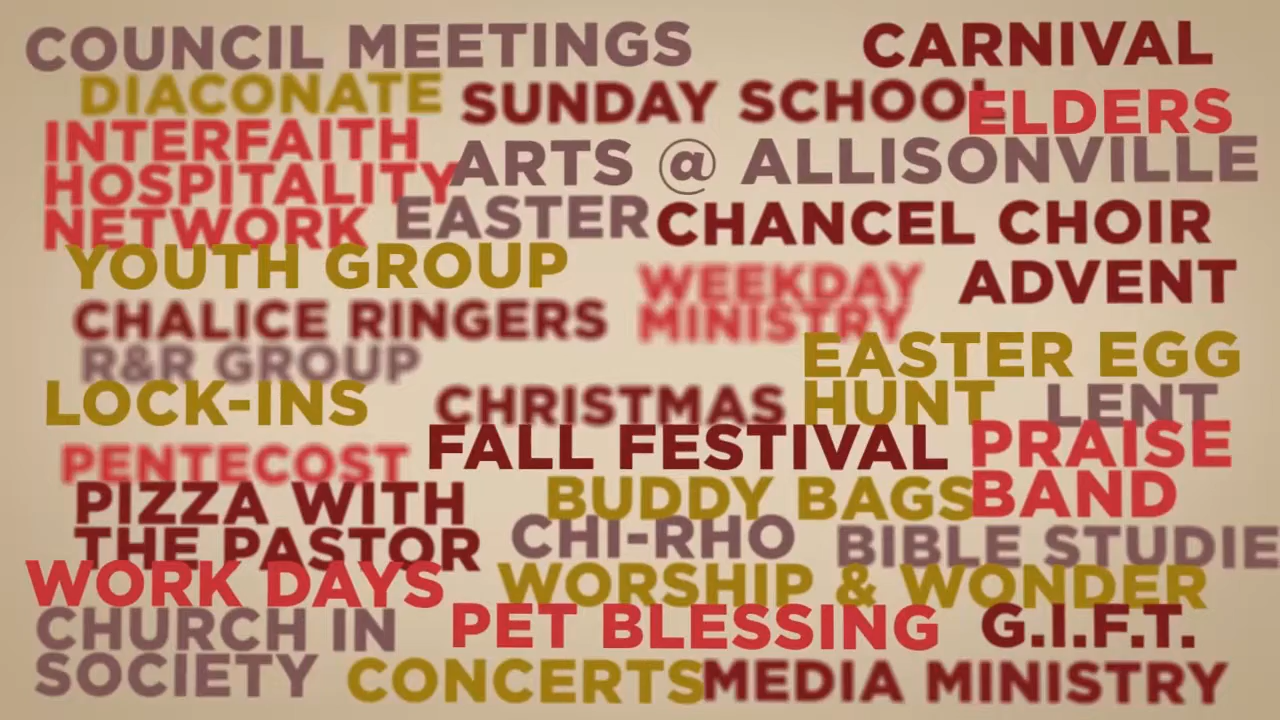 COUNCIL MEETINGS
CARNIVAL
DIACONATE
SUNDAY SCHOOL
ELDERS
INTERFAITH
HOSPITALITY
NETWORK
ARTS @ ALLISONVILLE
EASTER
CHANCEL CHOIR
YOUTH GROUP
WEEKDAY
MINISTRY
ADVENT
CHALICE RINGERS
R&R GROUP
EASTER EGG
HUNT
LOCK-INS
CHRISTMAS
LENT
FALL FESTIVAL
PRAISE
BAND
PENTECOST
PIZZA WITH
THE PASTOR
BUDDY BAGS
CHI-RHO
BIBLE STUDIE
WORK DAYS
WORSHIP & WONDER
CHURCH IN
SOCIETY
PET BLESSING
G.I.F.T.
CONCERTS
MEDIA MINISTRY